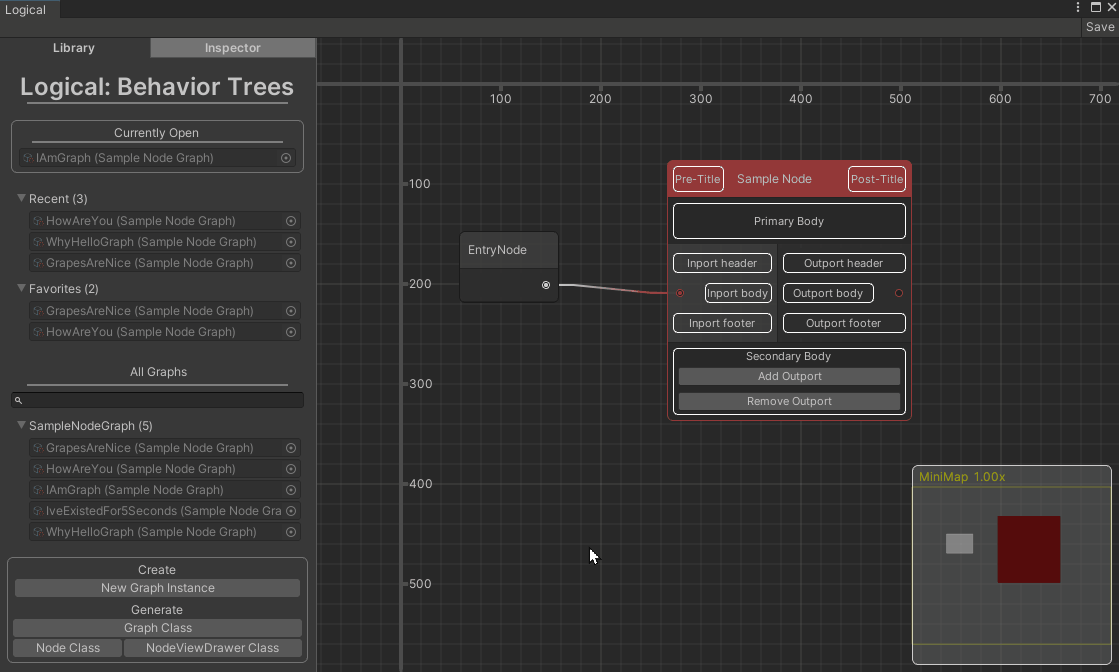 Logical
Save
Library
Inspector
Logical: Behavior Trees
Currently Open
IAmGraph (Sample Node Graph)
Recent (3)
HowAreYou (Sample Node Graph)
WhyHelloGraph (Sample Node Graph)
GrapesAreNice (Sample Node Graph)
Favorites (2)
GrapesAreNice (Sample Node Graph)
HowAreYou (Sample Node Graph)
All Graphs
SampleNodeGraph (5)
GrapesAreNice (Sample Node Graph)
HowAreYou (Sample Node Graph)
IAmGraph (Sample Node Graph)
IveExistedFor5Seconds (Sample Node Gra
WhyHelloGraph (Sample Node Graph)
Create
New Graph Instance
Generate
Graph Class
Node Class
NodeViewDrawer Class
100
200
300
400
500
600
700
100
200
300
400
500
EntryNode
Pre-Title
Sample Node
Post-Title
Primary Body
Inport header
Outport header
Inport body
Outport body
Inport footer
Outport footer
Secondary Body
Add Outport
Remove Outport
MiniMap 1.00x